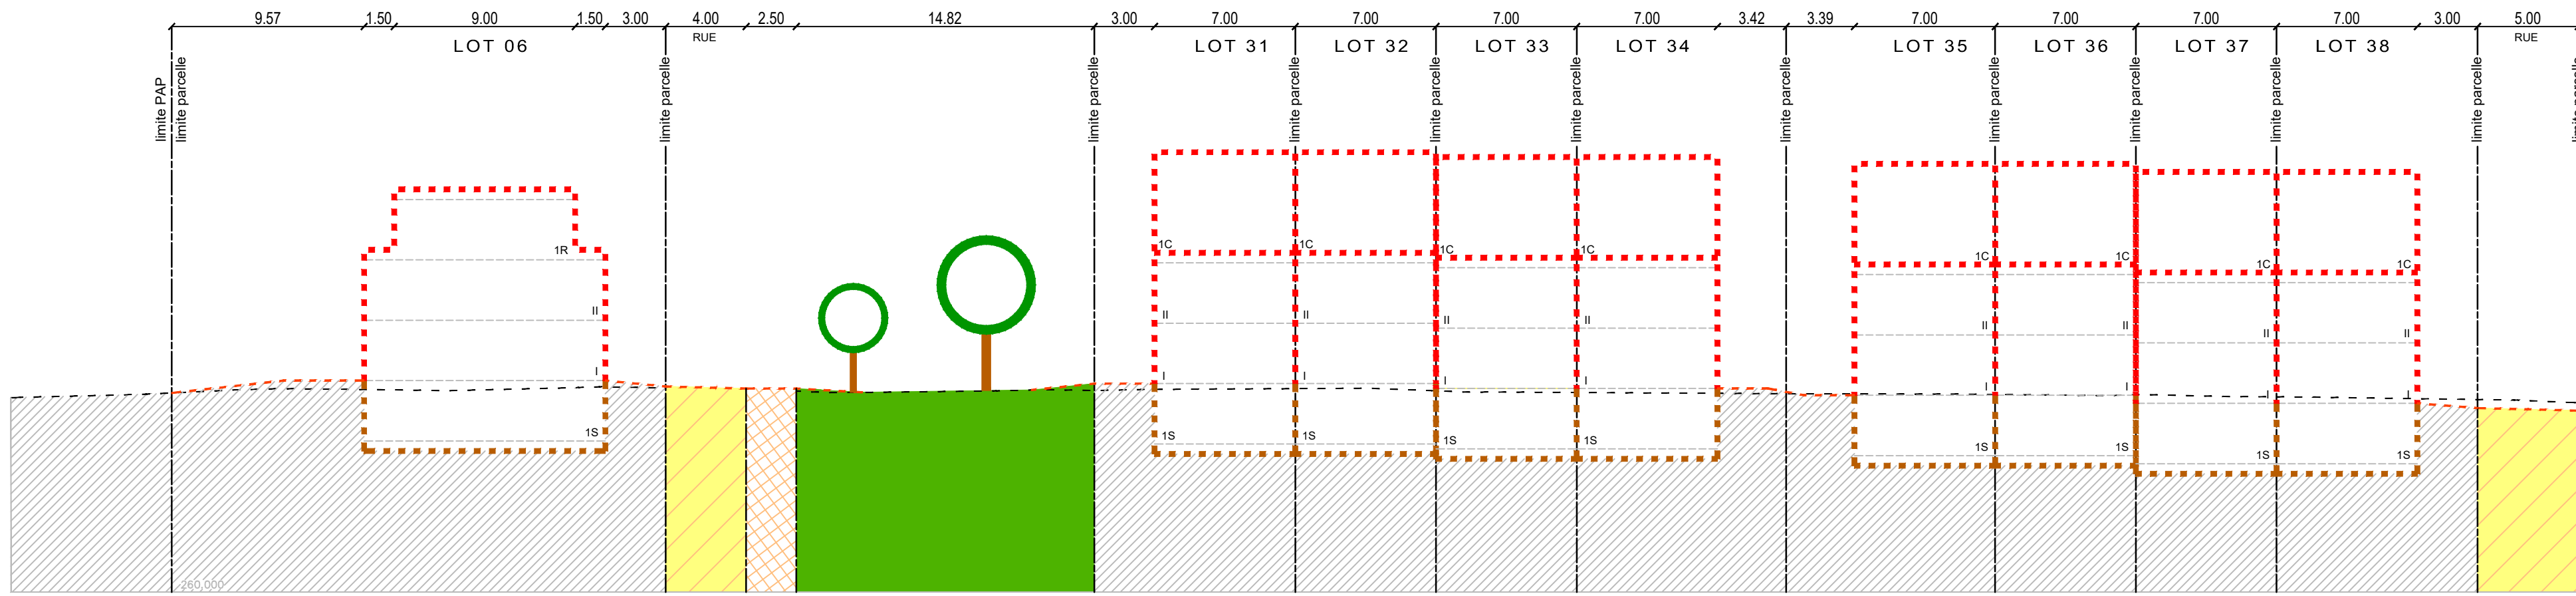 9.57 1.50 9.00 1.50 3.00 4.00 2.50 14.82 3.00 7.00 7.00 7.00 7.00 3.42 3.39 7.00 7.00 7.00 7.00 3.00 5.00
RUE RUE
LOT 06 LOT 31 LOT 32 LOT 33 LOT 34 LOT 35 LOT 36 LOT 37 LOT 38
limite PAP
limite parcelle
limite parcelle
limite parcelle
limite parcelle
limite parcelle
limite parcelle
limite parcelle
limite parcelle
limite parcelle
limite parcelle
limite parcelle
1R 1C 1C 1C 1C 1C 1C 1C 1C
II II II II II II II II II
I I I I I I I I I
1S 1S 1S 1S 1S 1S 1S 1S 1S
260,000